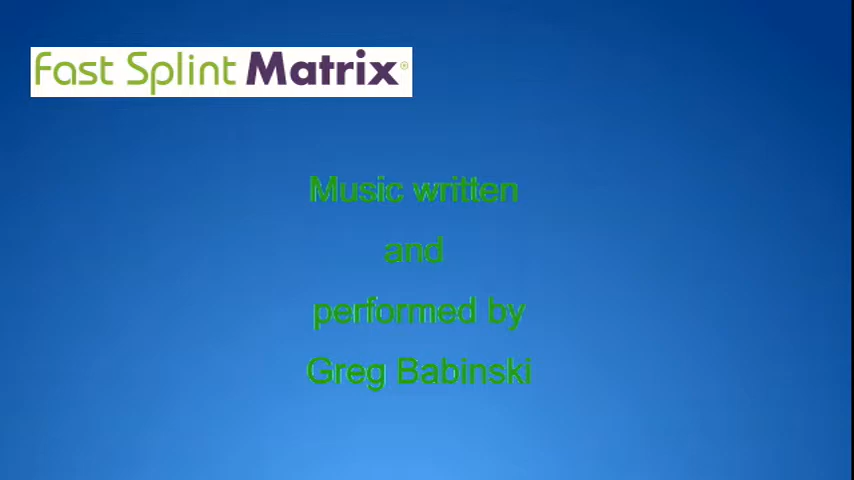 Fast Splint Matrix®
Music written
and
performed by
Greg Babinski